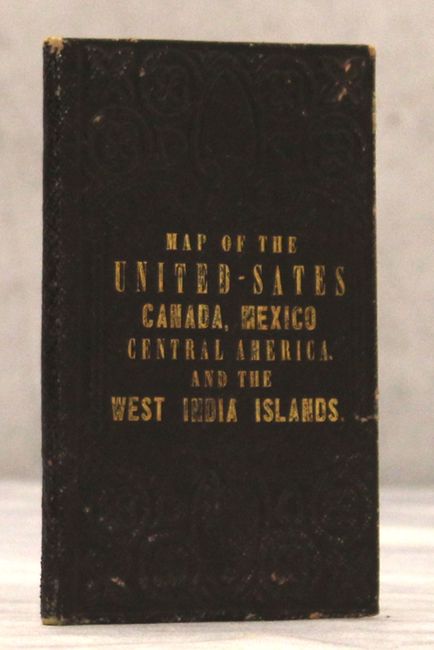 MAP OF THE
UNITED-SATES
CANADA, MEXICO
CENTRAL AMERICA.
AND THE
WEST INDIA ISLANDS.